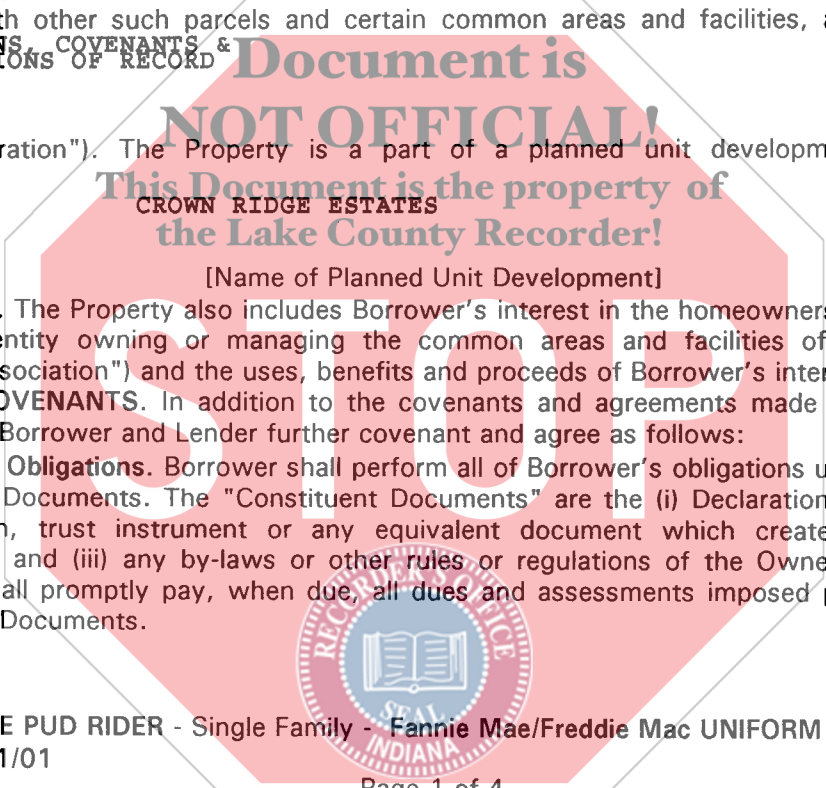 th other such parcels and certain common areas and facilities, a
NS, COVENANTS &
IONS OF RECORD
Document is
NOT OFFICIAL!
ration"). The Property is a part of a planned unit developm
This Document is the property of
CROWN RIDGE ESTATES
the Lake County Recorder!
[Name of Planned Unit Development]
. The Property also includes Borrower's interest in the homeowners
entity owning or managing the common areas and facilities of
sociation") and the uses, benefits and proceeds of Borrower's inter
OVENANTS. In addition to the covenants and agreements made
Borrower and Lender further covenant and agree as follows:
Obligations. Borrower shall perform all of Borrower's obligations u
Documents. The "Constituent Documents" are the (i) Declaration
n, trust instrument or any equivalent document which create
and (iii) any by-laws or other rules or regulations of the Owne
all promptly pay, when due, all dues and assessments imposed p
Documents.
STOP
RECORDER'S OFFICE
SEAL
INDIANA
E PUD RIDER - Single Family - Fannie Mae/Freddie Mac UNIFORM
1/01
Page 1 of 4